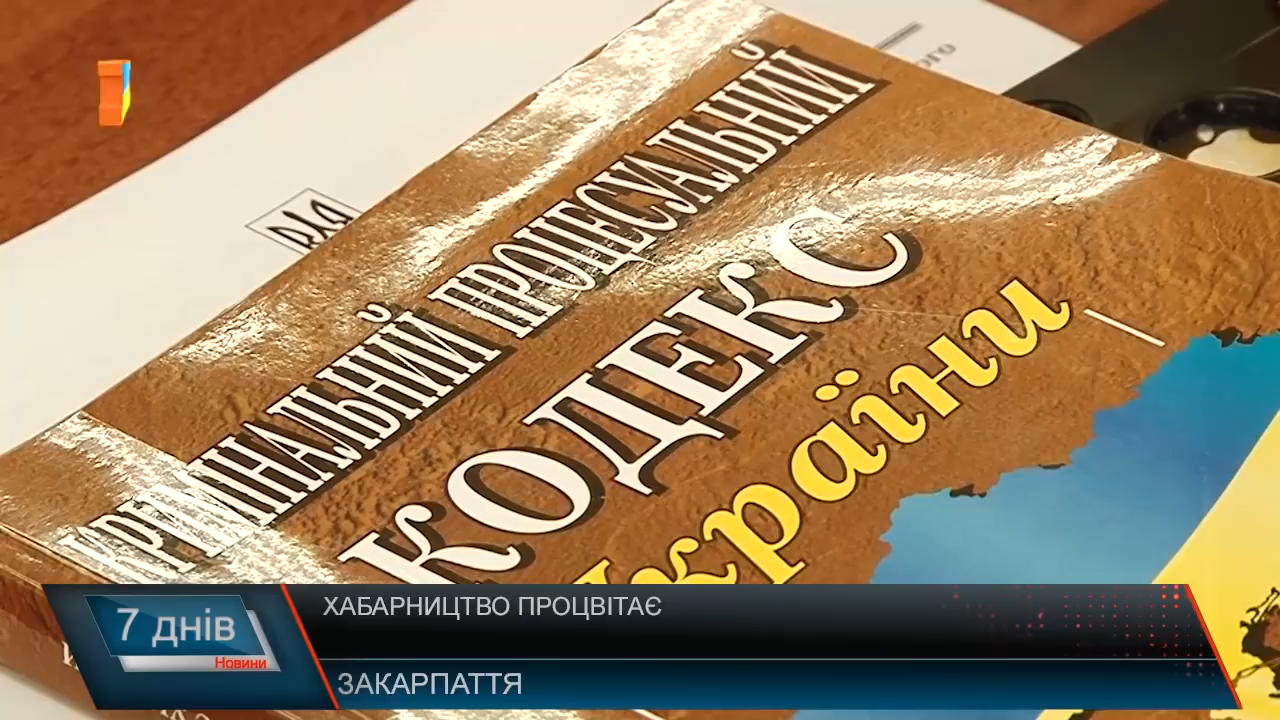 КРИМІНАЛЬНИЙ ПРОЦЕСУАЛЬНИЙ
КОДЕКС
України
7 днів
Новини
ХАБАРНИЦТВО ПРОЦВІТАЄ
ЗАКАРПАТТЯ